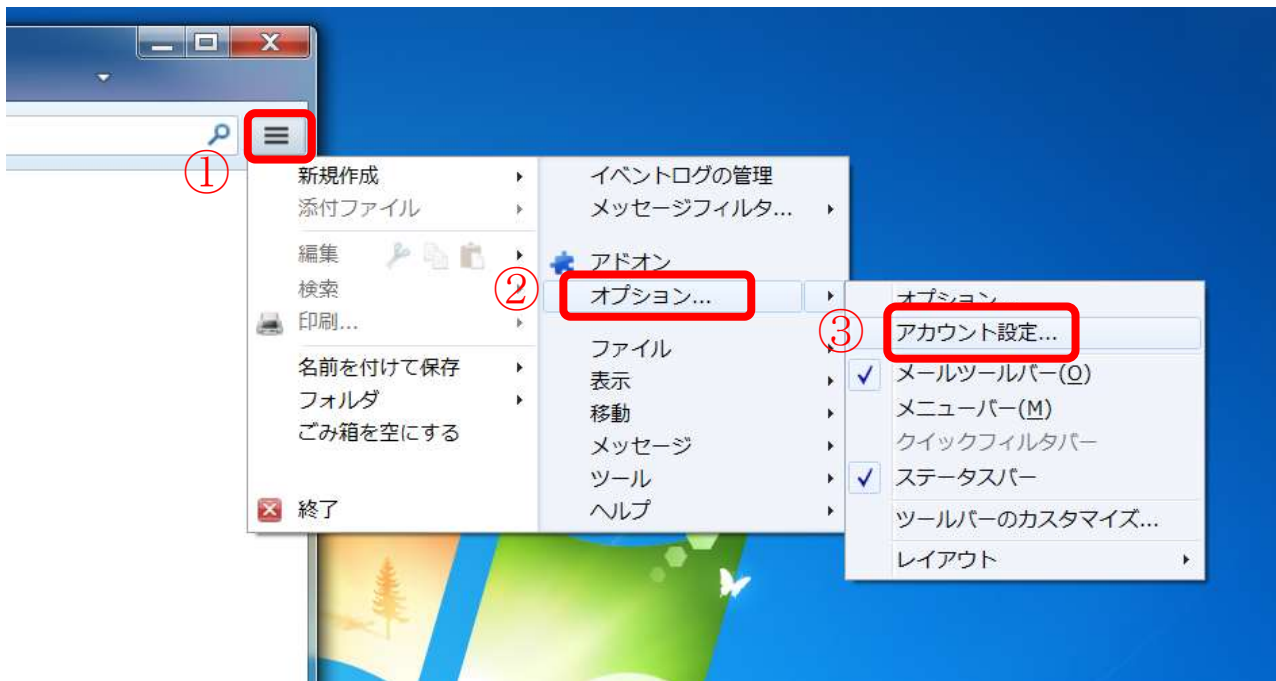 ①
新規作成
添付ファイル
編集
検索
印刷...
名前を付けて保存
フォルダ
ごみ箱を空にする
終了
イベントログの管理
メッセージフィルタ...
アドオン
②
オプション...
ファイル
表示
移動
メッセージ
ツール
ヘルプ
オプション...
③
アカウント設定...
メールツールバー(O)
メニューバー(M)
クイックフィルタバー
ステータスバー
ツールバーのカスタマイズ...
レイアウト